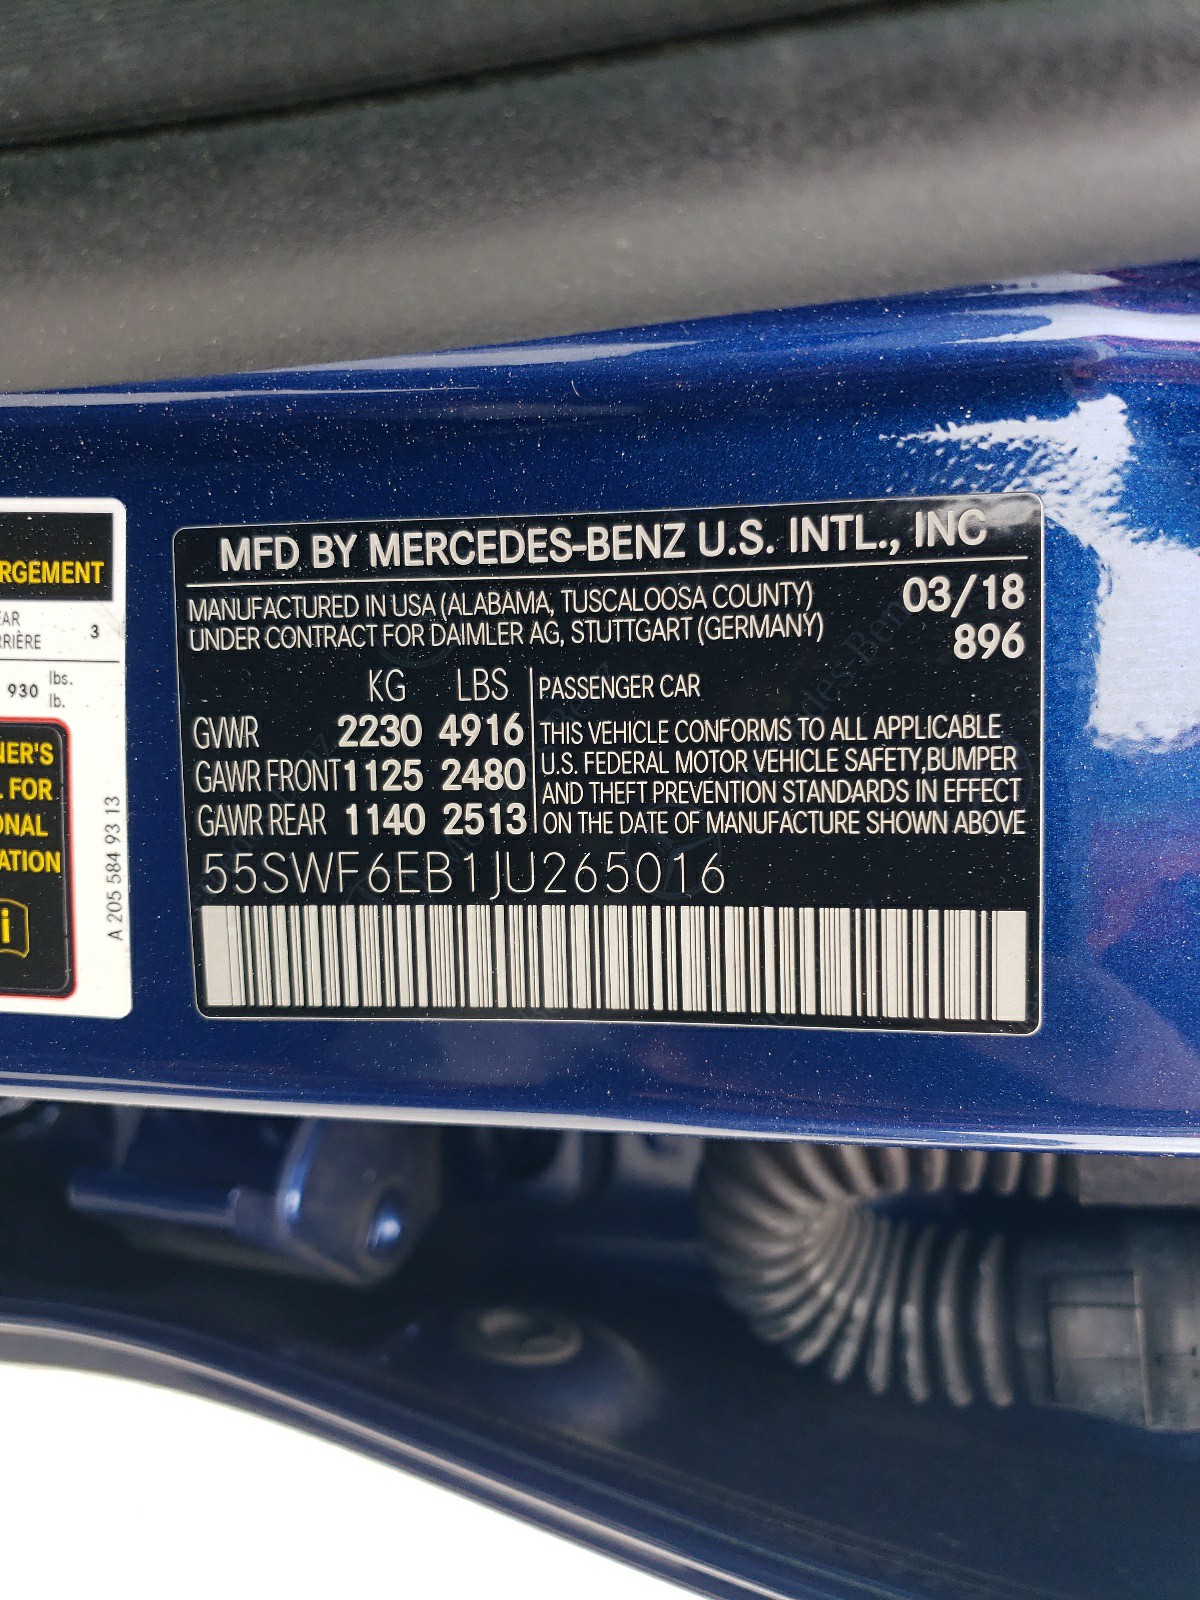 RGEMENT
EAR
RRIÈRE 3
930 lbs.
lb.
NER'S
L FOR
ONAL
ATION
i
A 205 584 93 13
MFD BY MERCEDES-BENZ U.S. INTL., INC
MANUFACTURED IN USA (ALABAMA, TUSCALOOSA COUNTY) 03/18
UNDER CONTRACT FOR DAIMLER AG, STUTTGART (GERMANY) 896
KG LBS PASSENGER CAR
GVWR 2230 4916
GAWR FRONT 1125 2480
GAWR REAR 1140 2513
THIS VEHICLE CONFORMS TO ALL APPLICABLE
U.S. FEDERAL MOTOR VEHICLE SAFETY, BUMPER
AND THEFT PREVENTION STANDARDS IN EFFECT
ON THE DATE OF MANUFACTURE SHOWN ABOVE
55SWF6EB1JU265016